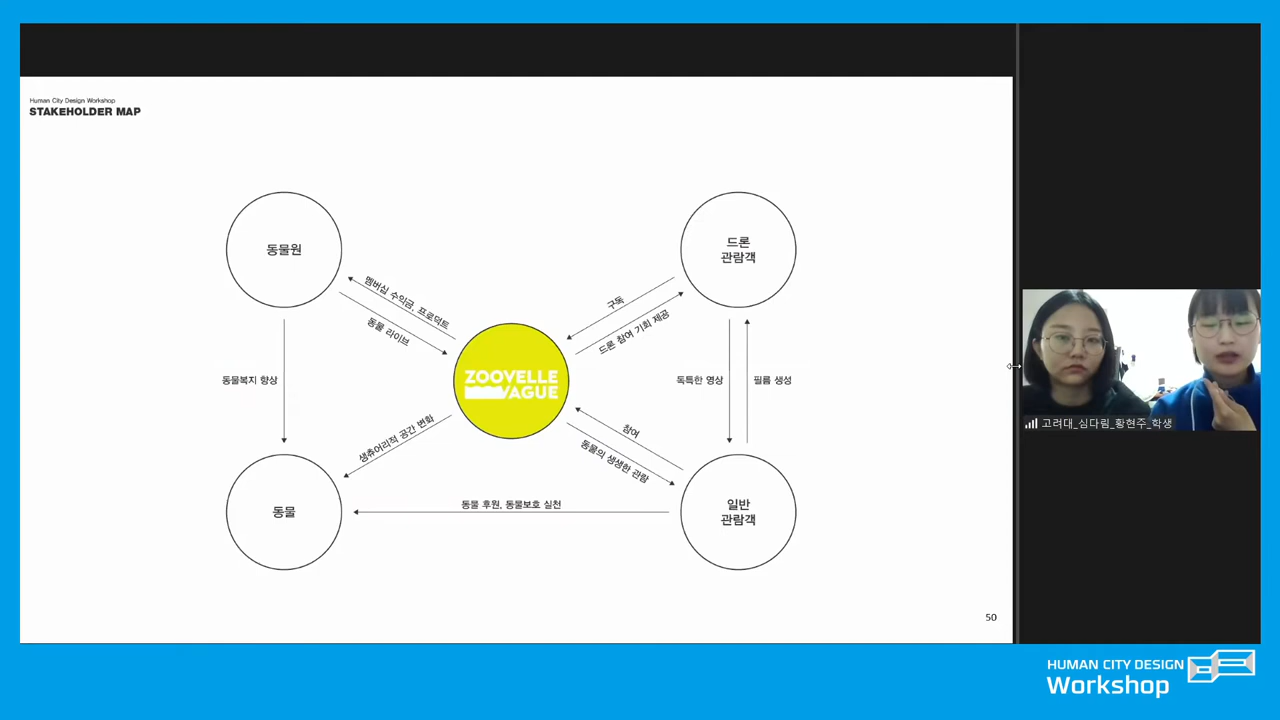 Human City Design Workshop
STAKEHOLDER MAP
동물원
드론
관람객
멤버십 수익금, 프로덕트
동물 라이브
구독
드론 참여 기회 제공
ZOOVELLE
VAGUE
동물복지 향상
독특한 영상
필름 생성
생츄어리적 공간 변화
참여
동물의 생생한 관람
동물 후원, 동물보호 실천
동물
일반
관람객
50
고려대_심다림_황현주_학생
HUMAN CITY DESIGN
Workshop